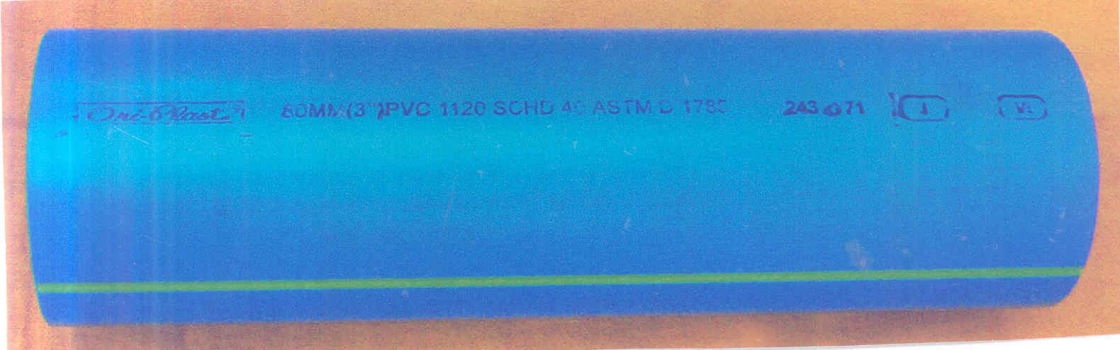 Ori-Plast 80MM(3")PVC 1120 SCHD 40 ASTM D 1785 243 71 I